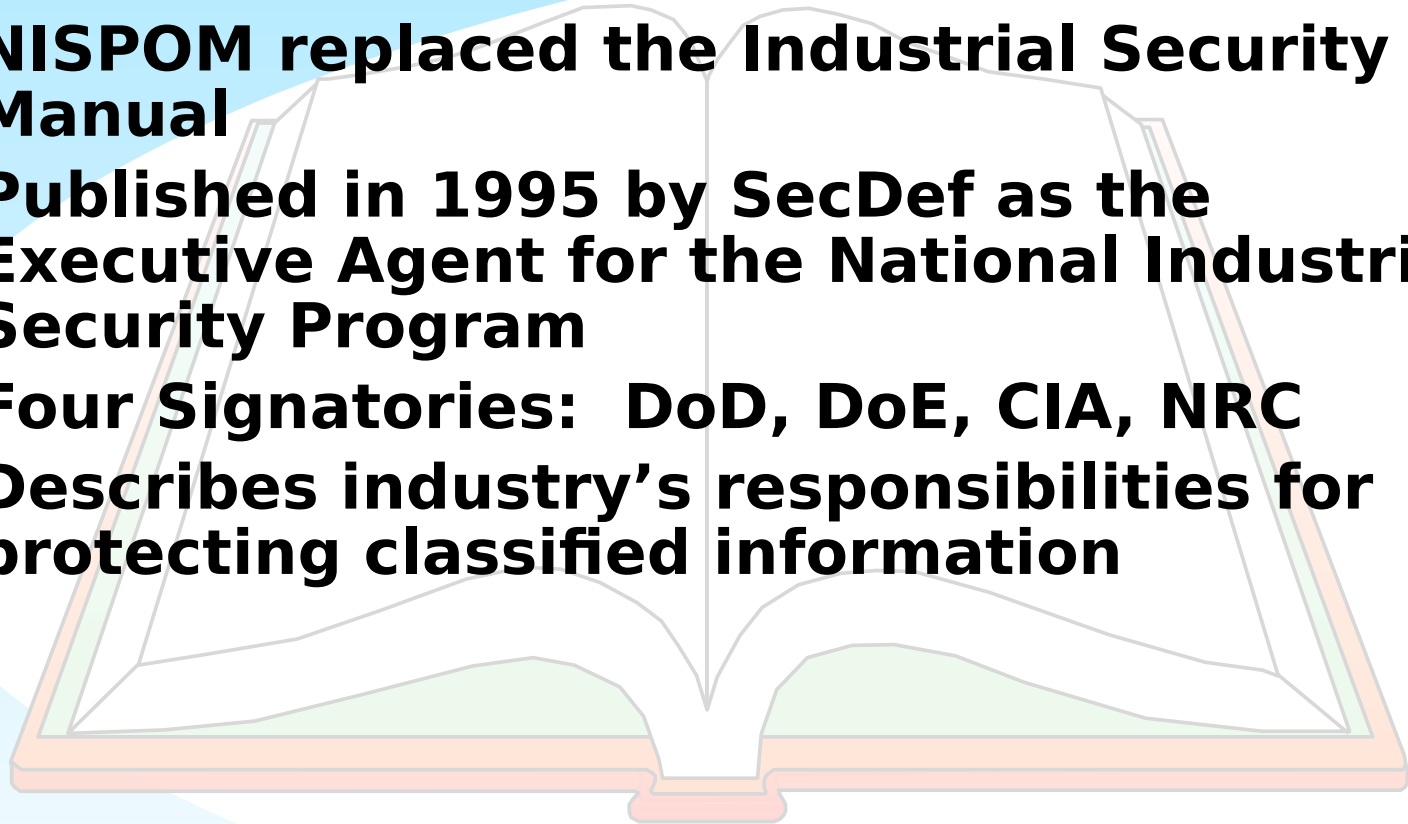 NISPOM replaced the Industrial Security
Manual
Published in 1995 by SecDef as the
Executive Agent for the National Industri
Security Program
Four Signatories:  DoD, DoE, CIA, NRC
Describes industry’s responsibilities for
protecting classified information